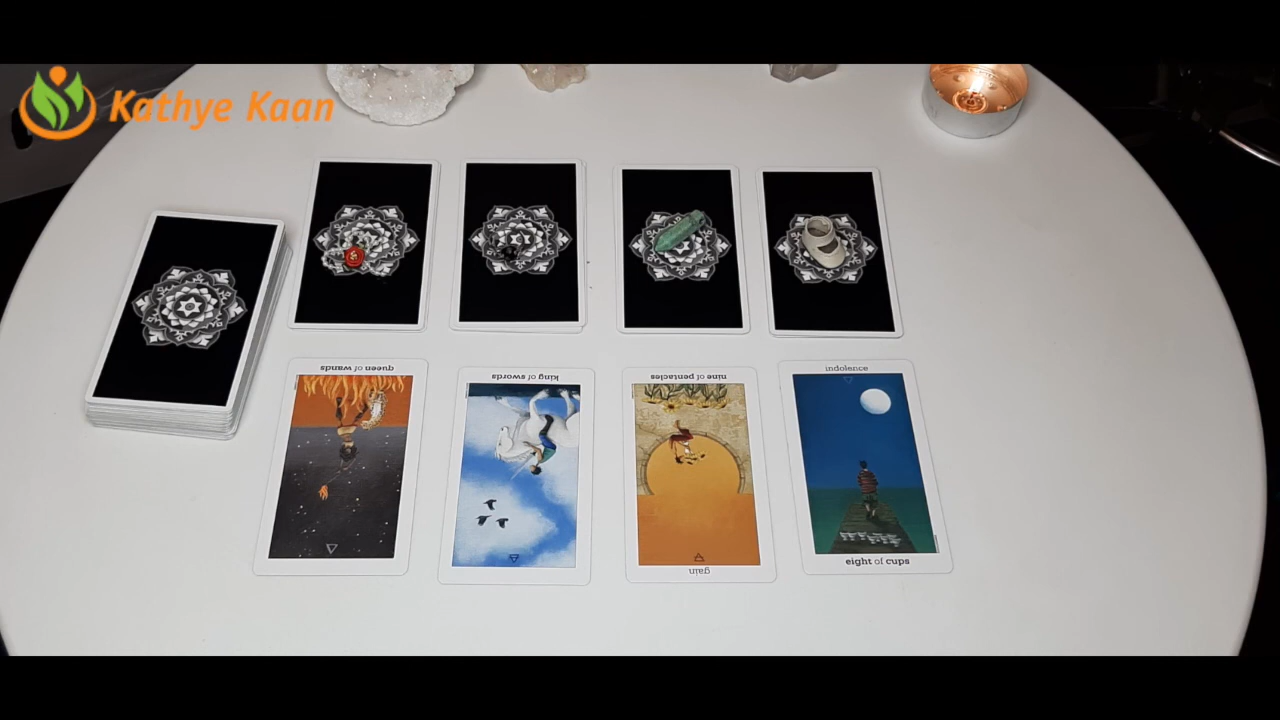 Kathye Kaan
queen of wands
king of swords
nine of pentacles
indolence
gain
eight of cups